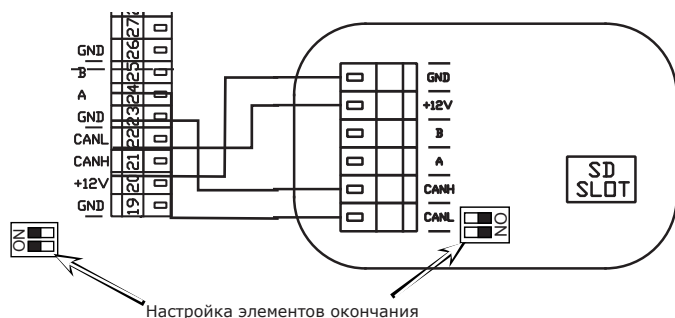 27
GND 26
B 25
A 24
GND 23
CANL 22
CANH 21
+12V 20
GND 19
GND
+12V
B
A
CANH
CANL
SD
SLOT
ON
ON
Настройка элементов окончания